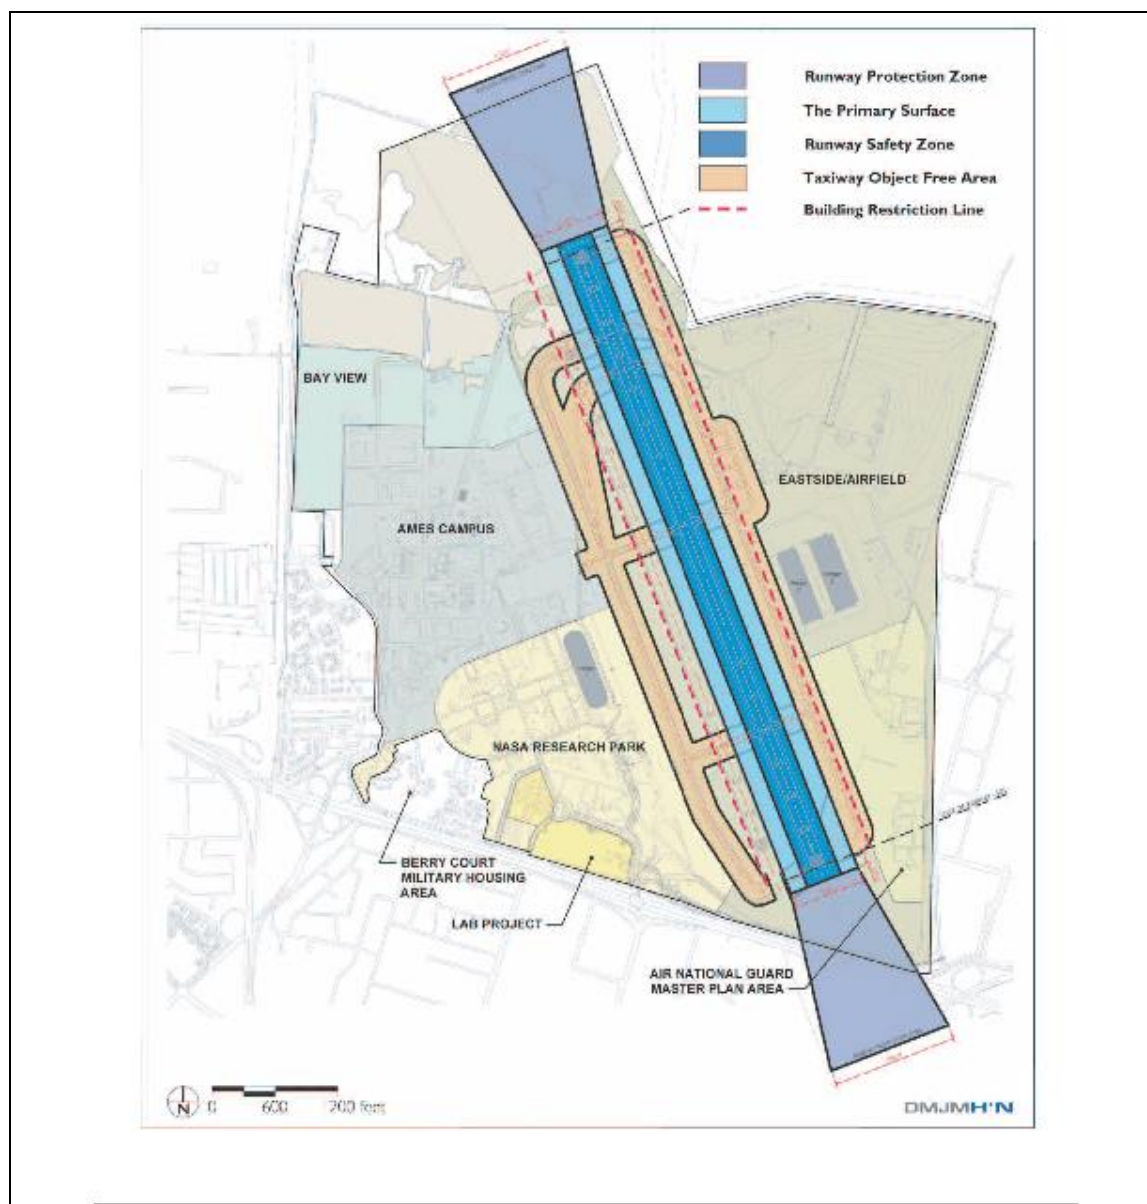 Runway Protection Zone
The Primary Surface
Runway Safety Zone
Taxiway Object Free Area
Building Restriction Line
BAY VIEW
EASTSIDE/AIRFIELD
AMES CAMPUS
NASA RESEARCH PARK
BERRY COURT
MILITARY HOUSING
AREA
LAB PROJECT
AIR NATIONAL GUARD
MASTER PLAN AREA
N
0 600 1200 feet
DMJMH*N